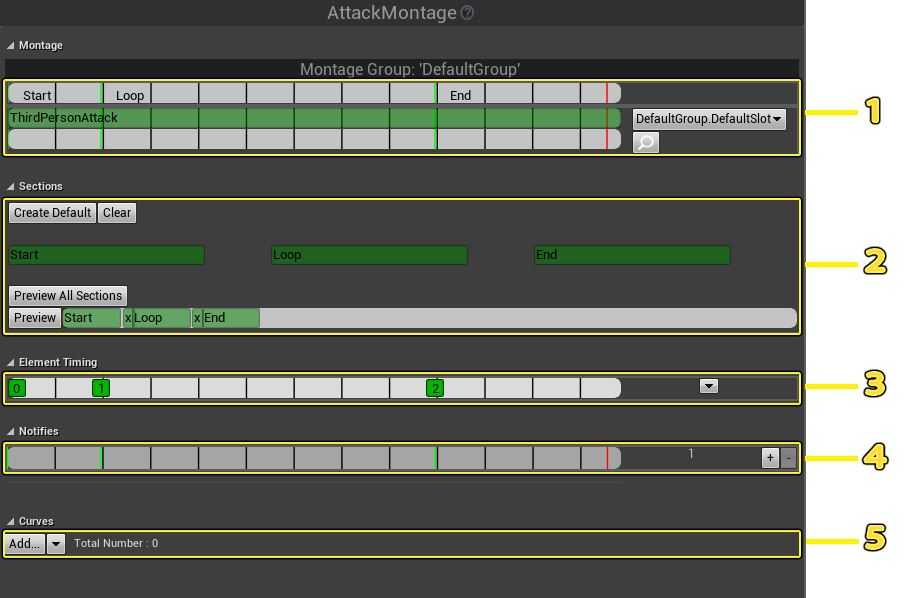 AttackMontage ?
Montage
Montage Group: 'DefaultGroup'
Start Loop End
ThirdPersonAttack
DefaultGroup.DefaultSlot
1
Sections
Create Default Clear
Start Loop End
2
Preview All Sections
Preview Start x Loop x End
Element Timing
0 1 2
3
Notifies
1 + -
4
Curves
Add... Total Number : 0
5